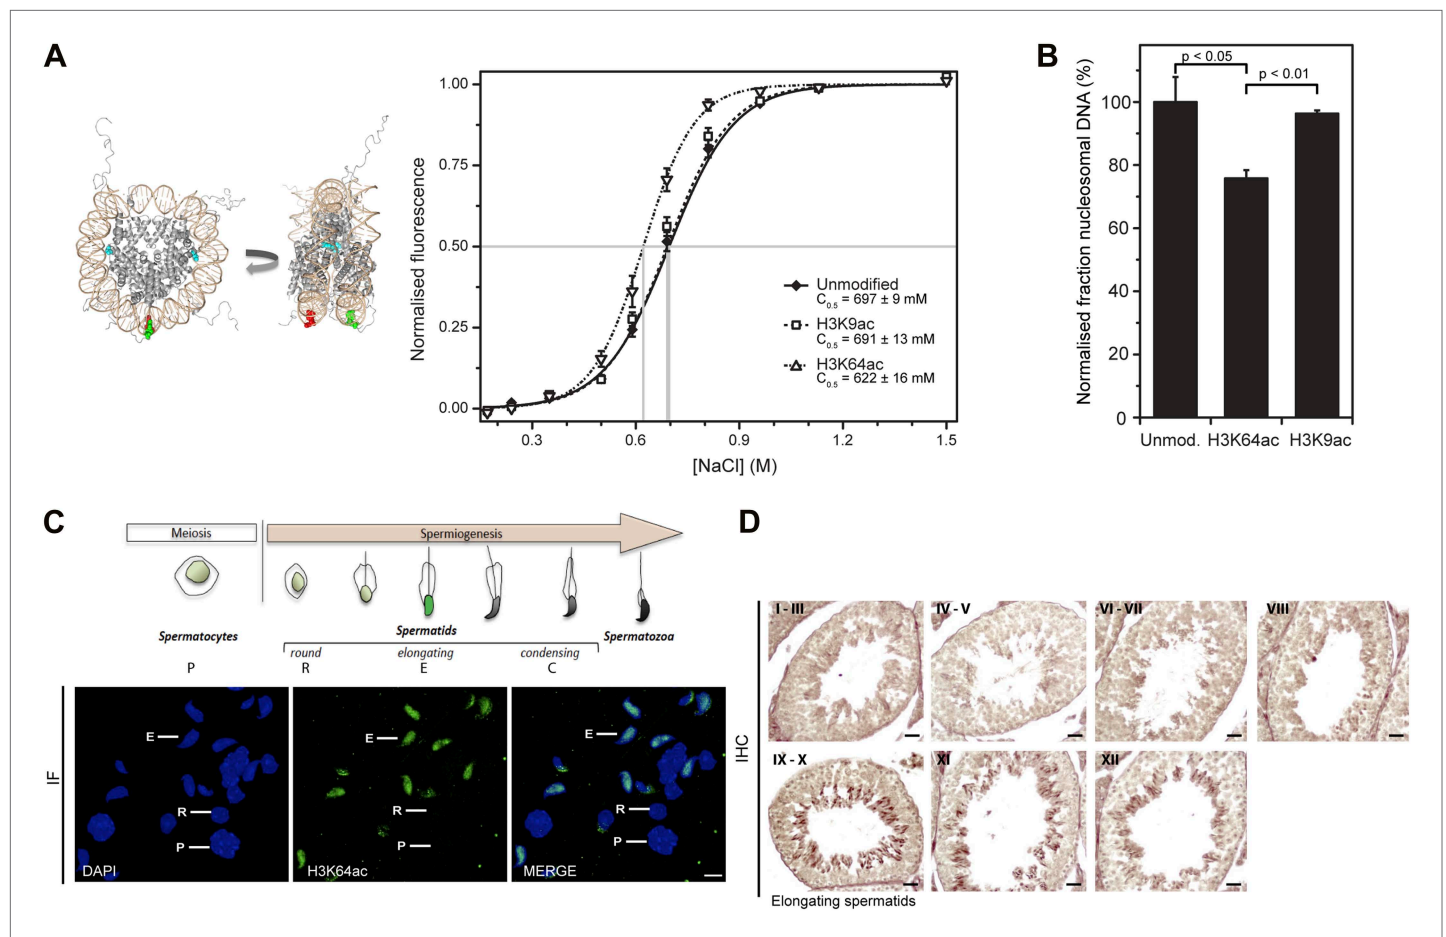 A
Normalised fluorescence
1.00
0.75
0.50
0.25
0.00
0.3
0.6
0.9
1.2
1.5
[NaCl] (M)
Unmodified
C0.5 = 697 ± 9 mM
H3K9ac
C0.5 = 691 ± 13 mM
H3K64ac
C0.5 = 622 ± 16 mM
B
Normalised fraction nucleosomal DNA (%)
100
80
60
40
20
0
p < 0.05
p < 0.01
Unmod.
H3K64ac
H3K9ac
C
Meiosis
Spermiogenesis
Spermatocytes
Spermatids
Spermatozoa
round
elongating
condensing
P
R
E
C
IF
E
R
P
DAPI
E
R
P
H3K64ac
E
R
P
MERGE
D
IHC
I - III
IV - V
VI - VII
VIII
IX - X
XI
XII
Elongating spermatids